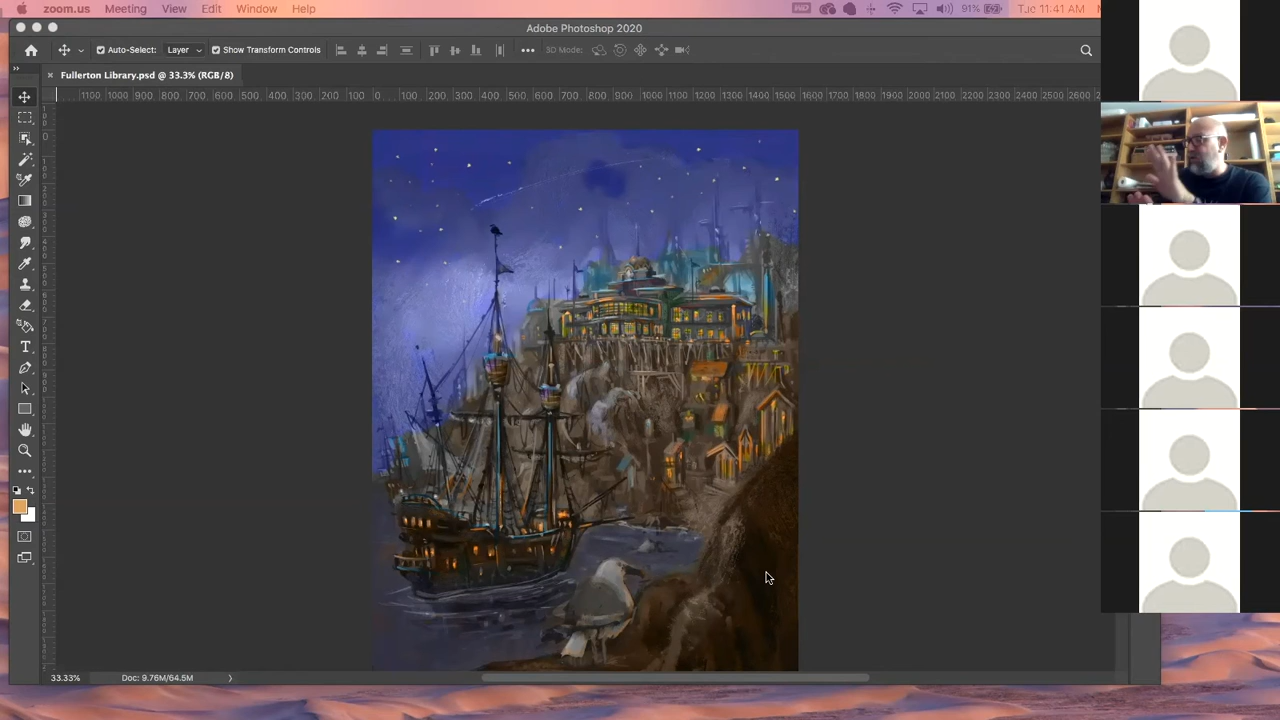 zoom.us Meeting View Edit Window Help HD 91% Tue 11:41 AM
Adobe Photoshop 2020
Auto-Select: Layer Show Transform Controls 3D Mode:
Fullerton Library.psd @ 33.3% (RGB/8)
1100 1000 900 800 700 600 500 400 300 200 100 0 100 200 300 400 500 600 700 800 900 1000 1100 1200 1300 1400 1500 1600 1700 1800 1900 2000 2100 2200 2300 2400 2500 2600
33.33% Doc: 9.76M/64.5M